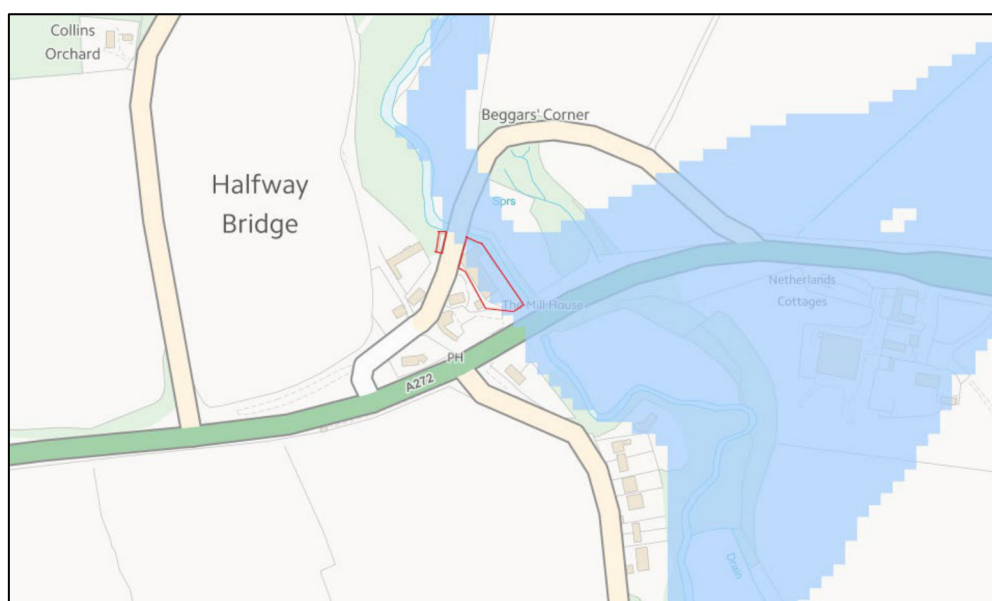 Collins
Orchard
Beggars' Corner
Halfway
Bridge
Sprs
Netherlands
Cottages
The Mill House
PH
A272
Drain